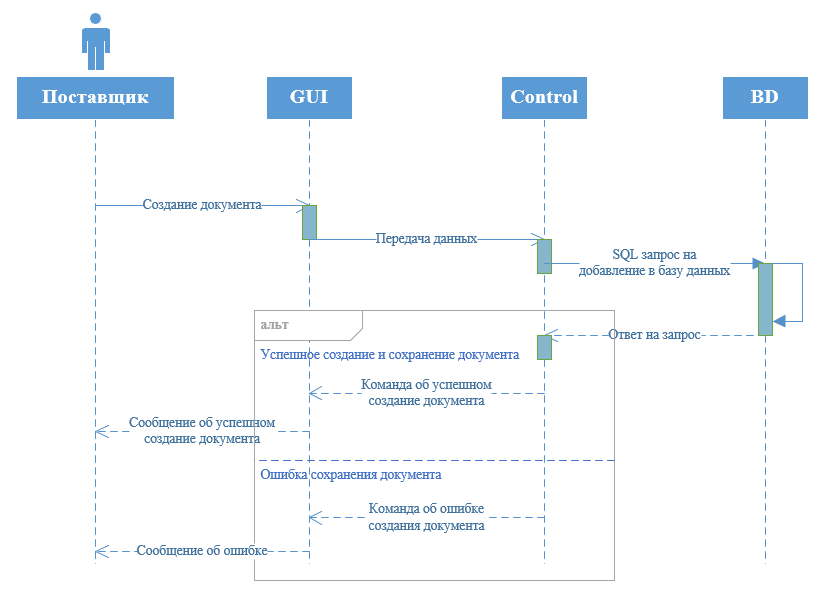 Поставщик
GUI
Control
BD
Создание документа
Передача данных
SQL запрос на
добавление в базу данных
альт
Ответ на запрос
Успешное создание и сохранение документа
Команда об успешном
создание документа
Сообщение об успешном
создание документа
Ошибка сохранения документа
Команда об ошибке
создания документа
Сообщение об ошибке